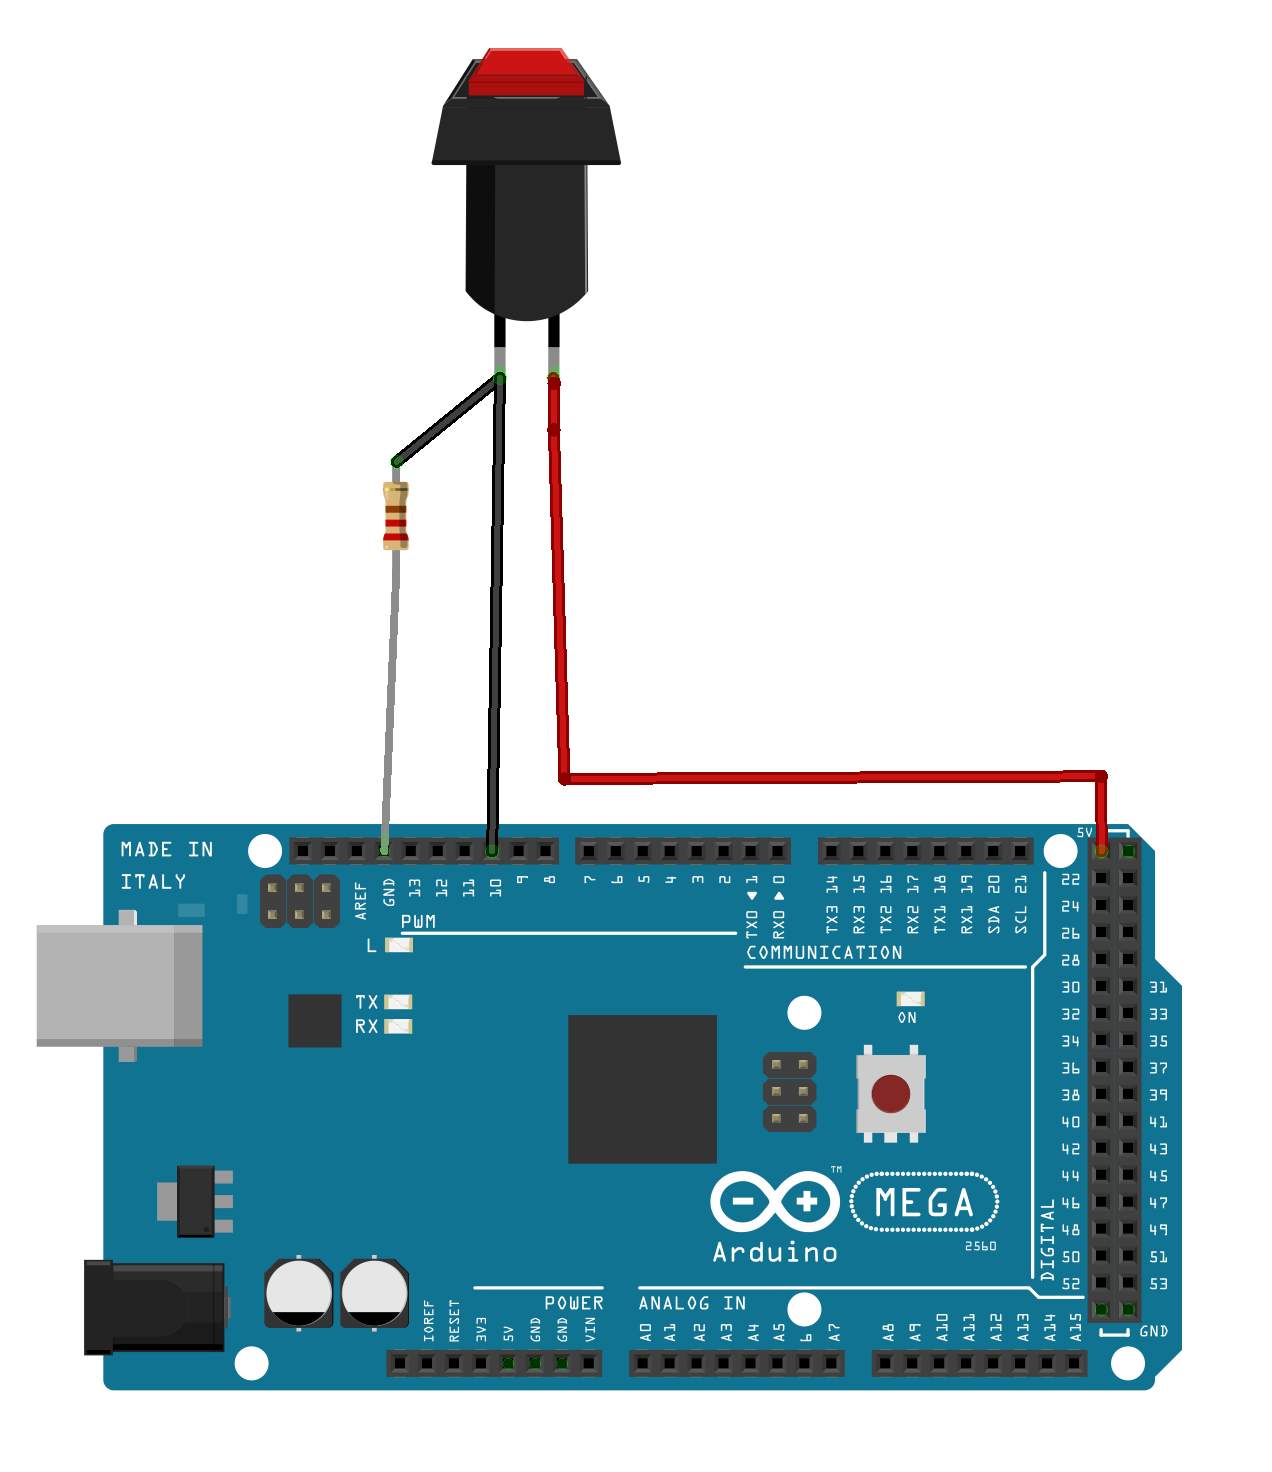 5V
MADE IN
ITALY
AREF
GND
13
12
11
10
9
8
7
6
5
4
3
2
TX0 ◄ 1
RX0 ► 0
TX3 14
RX3 15
TX2 16
RX2 17
TX1 18
RX1 19
SDA 20
SCL 21
PWM
COMMUNICATION
L
TX
RX
ON
22
24
26
28
30 31
32 33
34 35
36 37
38 39
40 41
42 43
44 45
46 47
48 49
50 51
52 53
DIGITAL
GND
TM
MEGA
2560
Arduino
POWER
ANALOG IN
IOREF
RESET
3V3
5V
GND
GND
VIN
A0
A1
A2
A3
A4
A5
6
A7
A8
A9
A10
A11
A12
A13
A14
A15